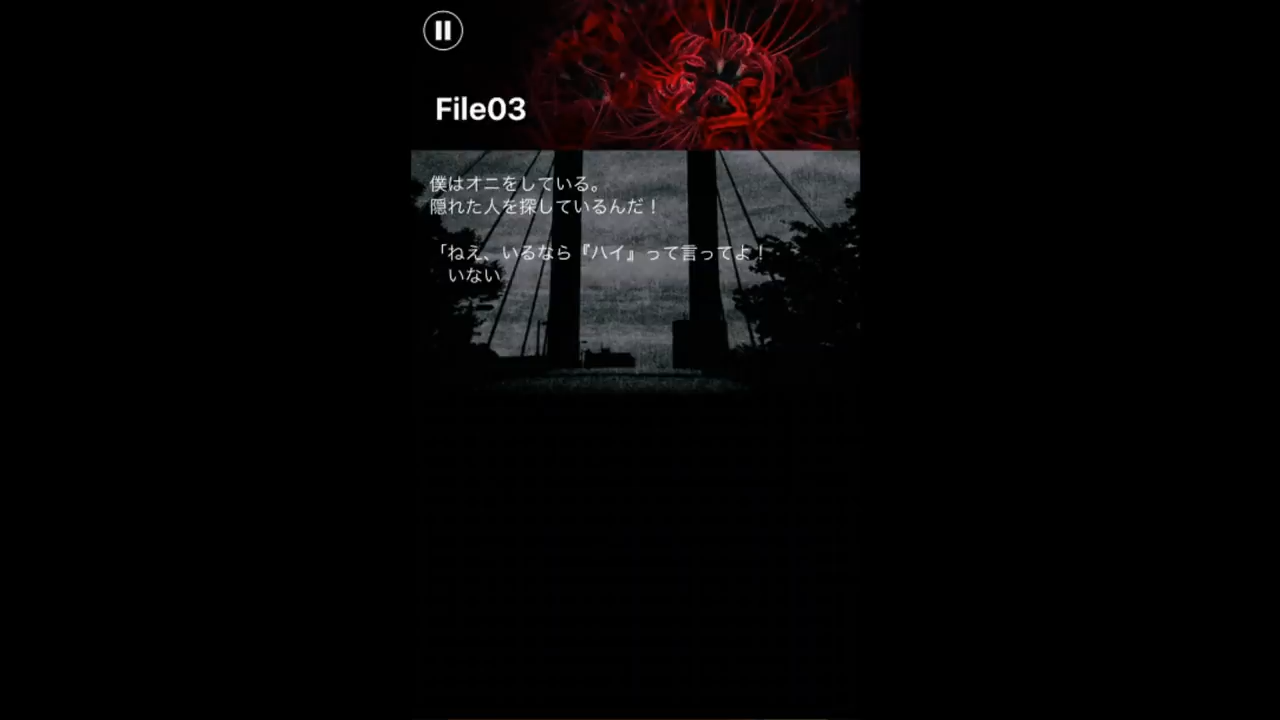 File03
僕はオニをしている。
隠れた人を探しているんだ！
「ねえ、いるなら『ハイ』って言ってよ！
いない